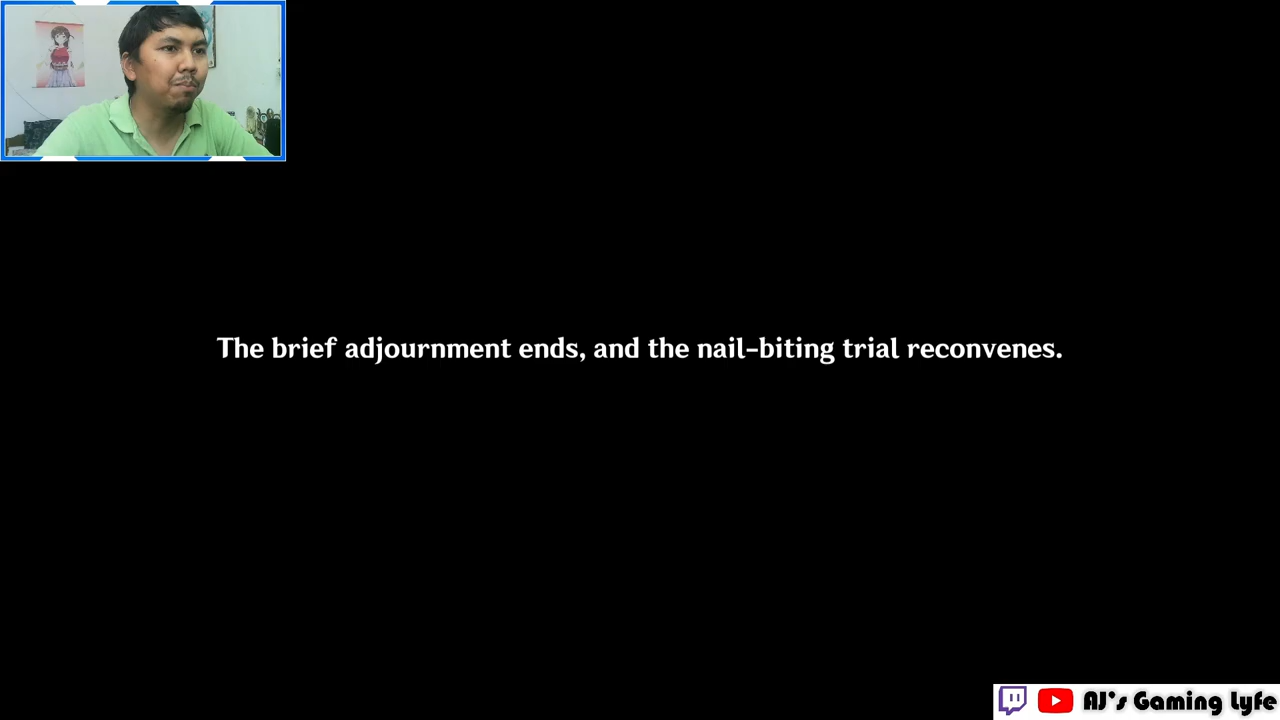 The brief adjournment ends, and the nail-biting trial reconvenes.
AJ's Gaming Lyfe